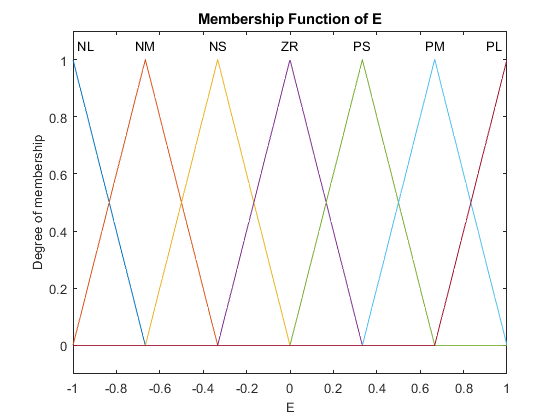 Membership Function of E
NL NM NS ZR PS PM PL
1
0.8
0.6
0.4
0.2
0
Degree of membership
-1 -0.8 -0.6 -0.4 -0.2 0 0.2 0.4 0.6 0.8 1
E